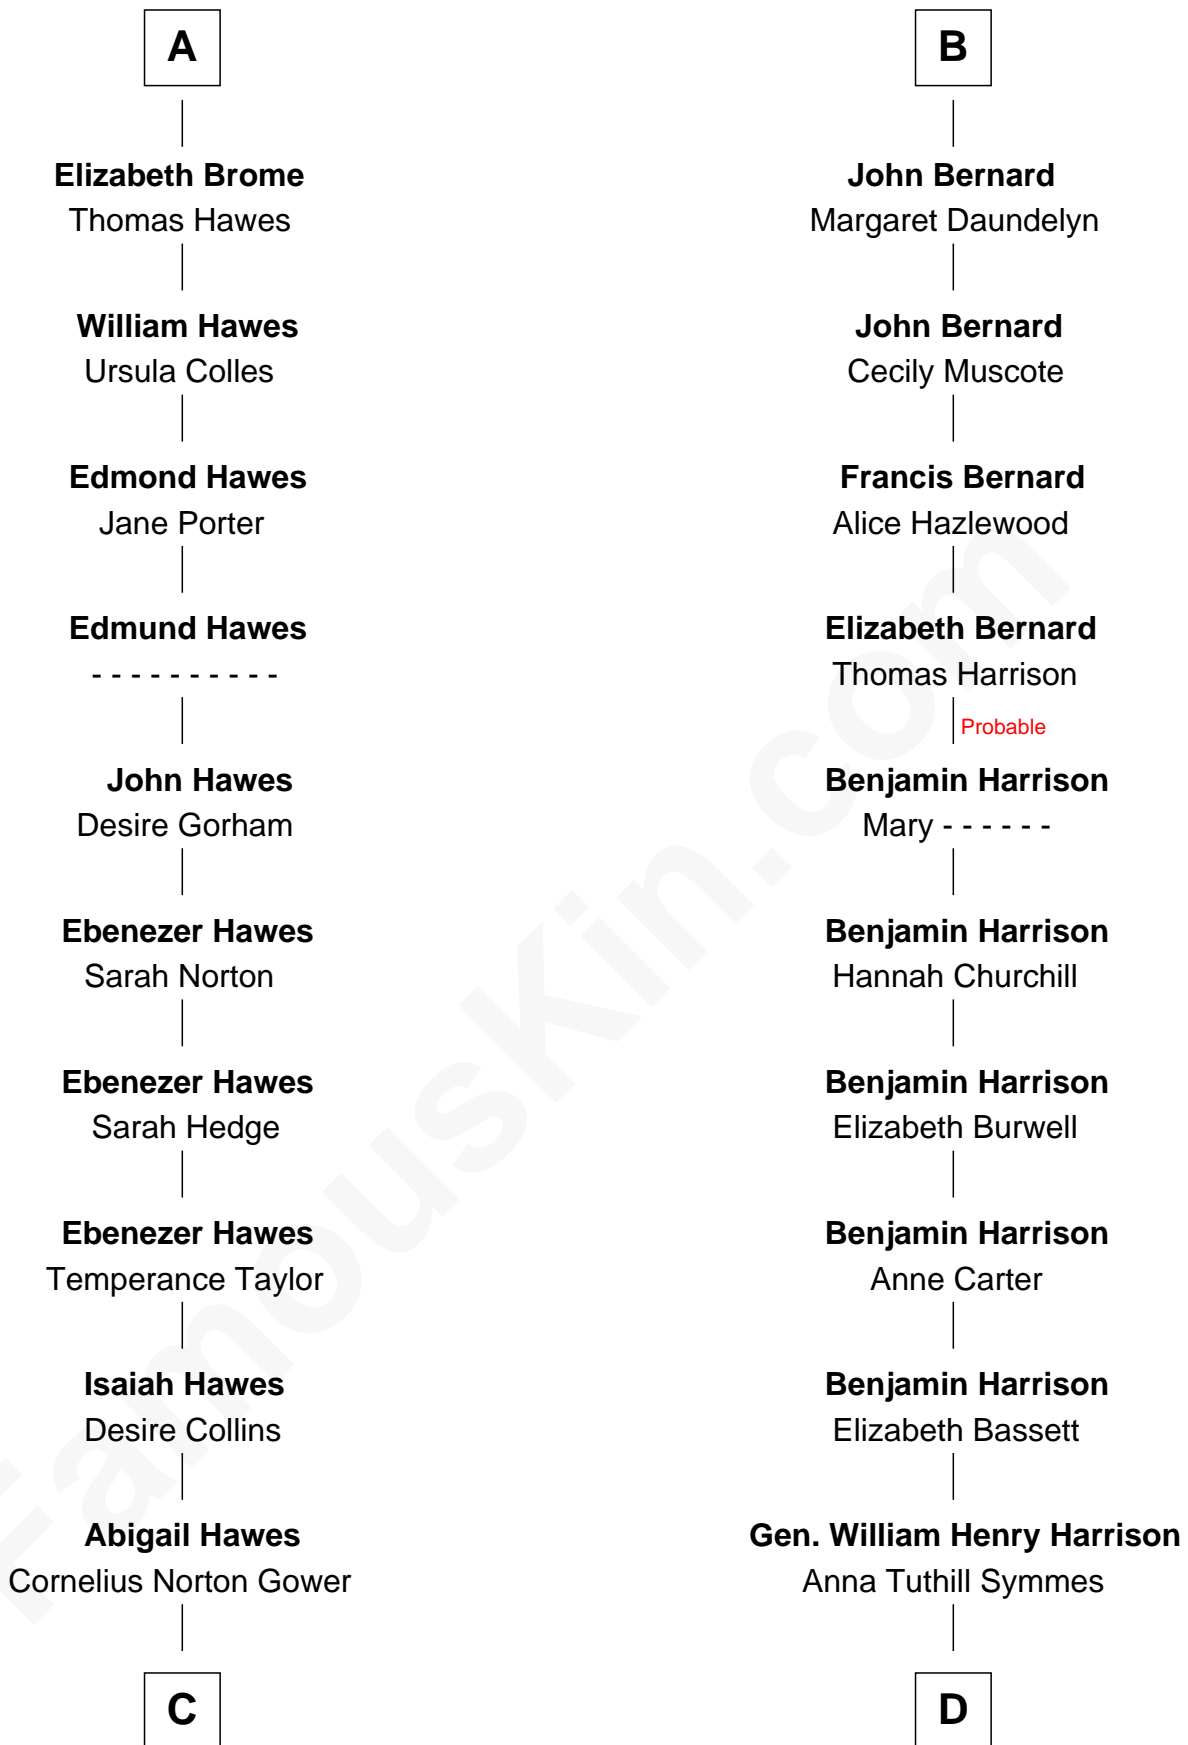 A
Elizabeth Brome
Thomas Hawes
William Hawes
Ursula Colles
Edmond Hawes
Jane Porter
Edmund Hawes
- - - - - - - - - -
John Hawes
Desire Gorham
Ebenezer Hawes
Sarah Norton
Ebenezer Hawes
Sarah Hedge
Ebenezer Hawes
Temperance Taylor
Isaiah Hawes
Desire Collins
Abigail Hawes
Cornelius Norton Gower
C
B
John Bernard
Margaret Daundelyn
John Bernard
Cecily Muscote
Francis Bernard
Alice Hazlewood
Elizabeth Bernard
Thomas Harrison
Probable
Benjamin Harrison
Mary - - - - - -
Benjamin Harrison
Hannah Churchill
Benjamin Harrison
Elizabeth Burwell
Benjamin Harrison
Anne Carter
Benjamin Harrison
Elizabeth Bassett
Gen. William Henry Harrison
Anna Tuthill Symmes
D
FamousKin.com